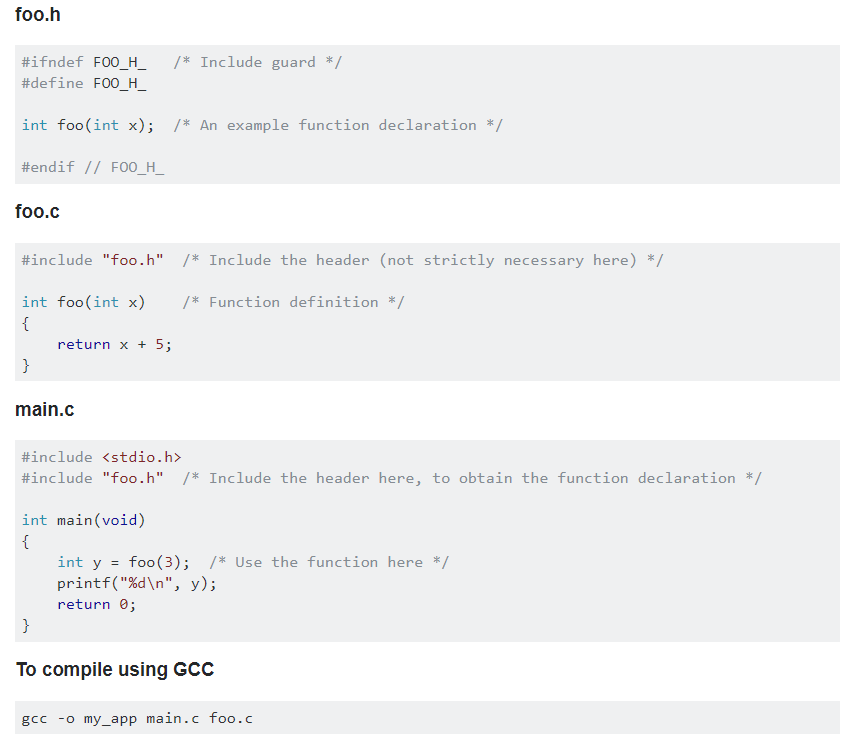 foo.h
#ifndef FOO_H_   /* Include guard */
#define FOO_H_
int foo(int x);  /* An example function declaration */
#endif // FOO_H_
foo.c
#include "foo.h"  /* Include the header (not strictly necessary here) */
int foo(int x)    /* Function definition */
{
    return x + 5;
}
main.c
#include <stdio.h>
#include "foo.h"  /* Include the header here, to obtain the function declaration */
int main(void)
{
    int y = foo(3);  /* Use the function here */
    printf("%d\n", y);
    return 0;
}
To compile using GCC
gcc -o my_app main.c foo.c